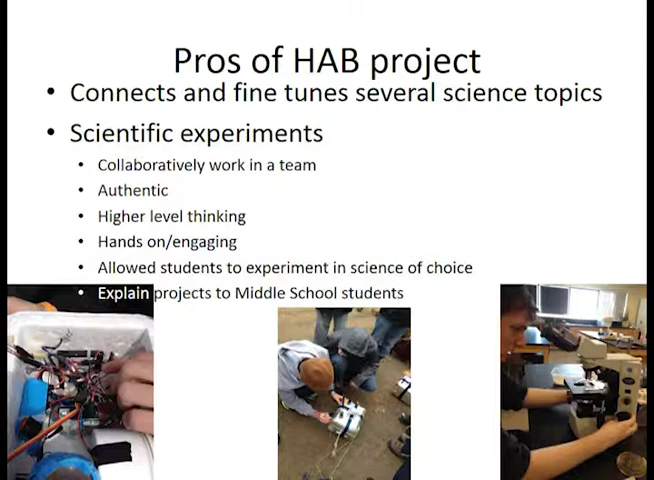 Pros of HAB project
• Connects and fine tunes several science topics
• Scientific experiments
• Collaboratively work in a team
• Authentic
• Higher level thinking
• Hands on/engaging
• Allowed students to experiment in science of choice
• Explain projects to Middle School students